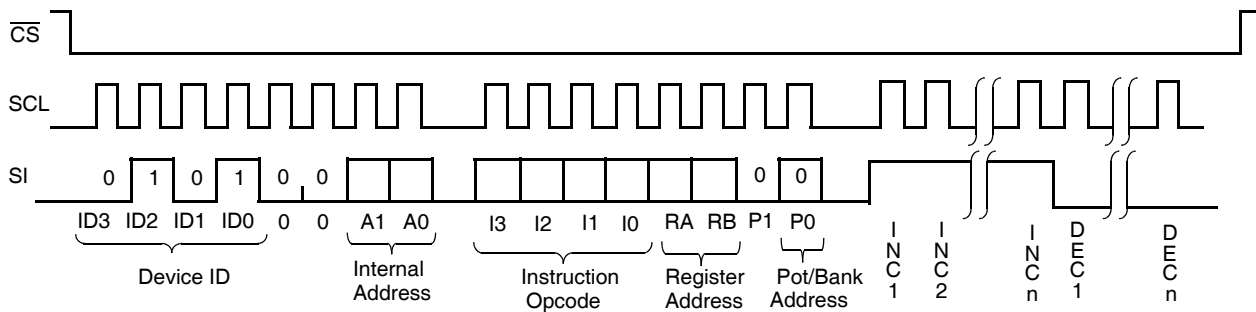 CS
SCL
SI
0 1 0 1 0 0 0 0
ID3 ID2 ID1 ID0 0 0 A1 A0 I3 I2 I1 I0 RA RB P1 P0
Device ID
Internal
Address
Instruction
Opcode
Register
Address
Pot/Bank
Address
INC1
INC2
INCn
DEC1
DECn